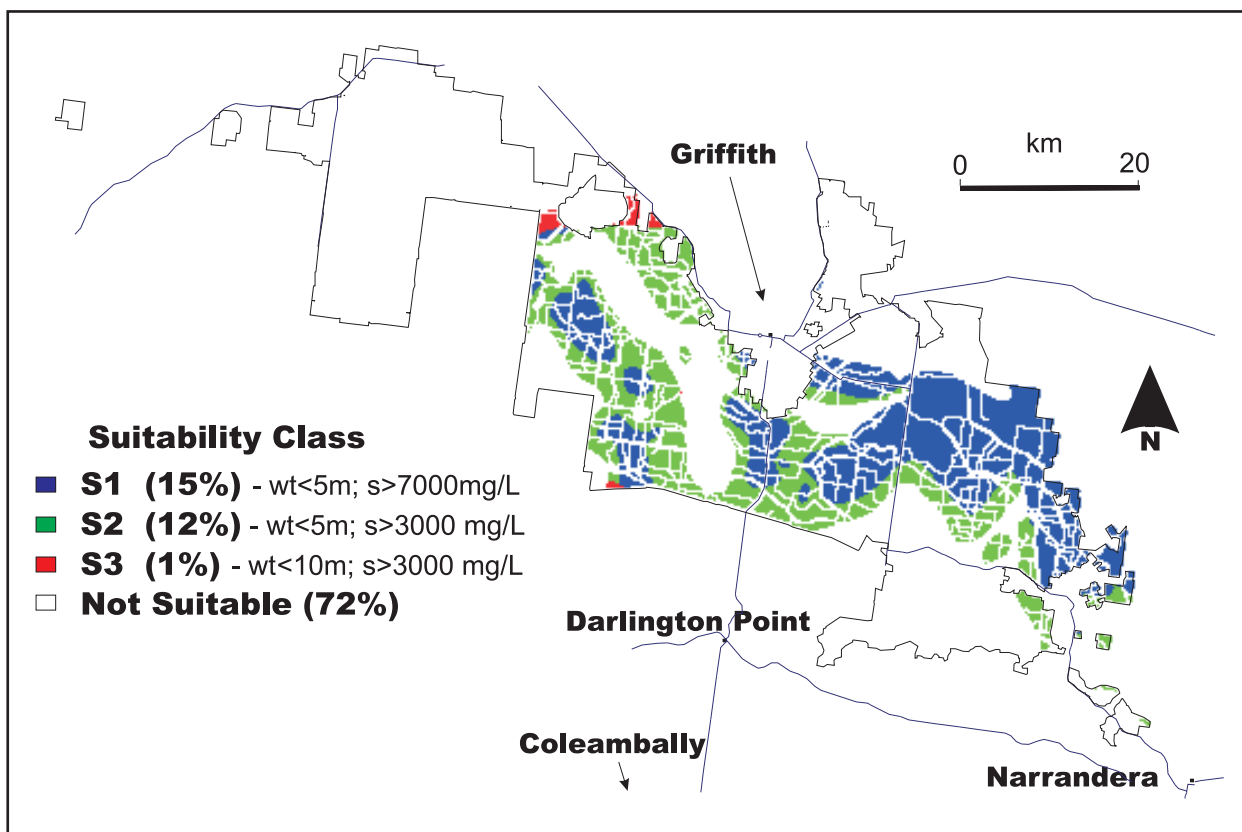 Griffith
km
0 20
N
Suitability Class
S1 (15%) - wt<5m; s>7000mg/L
S2 (12%) - wt<5m; s>3000 mg/L
S3 (1%) - wt<10m; s>3000 mg/L
Not Suitable (72%)
Darlington Point
Coleambally
Narrandera